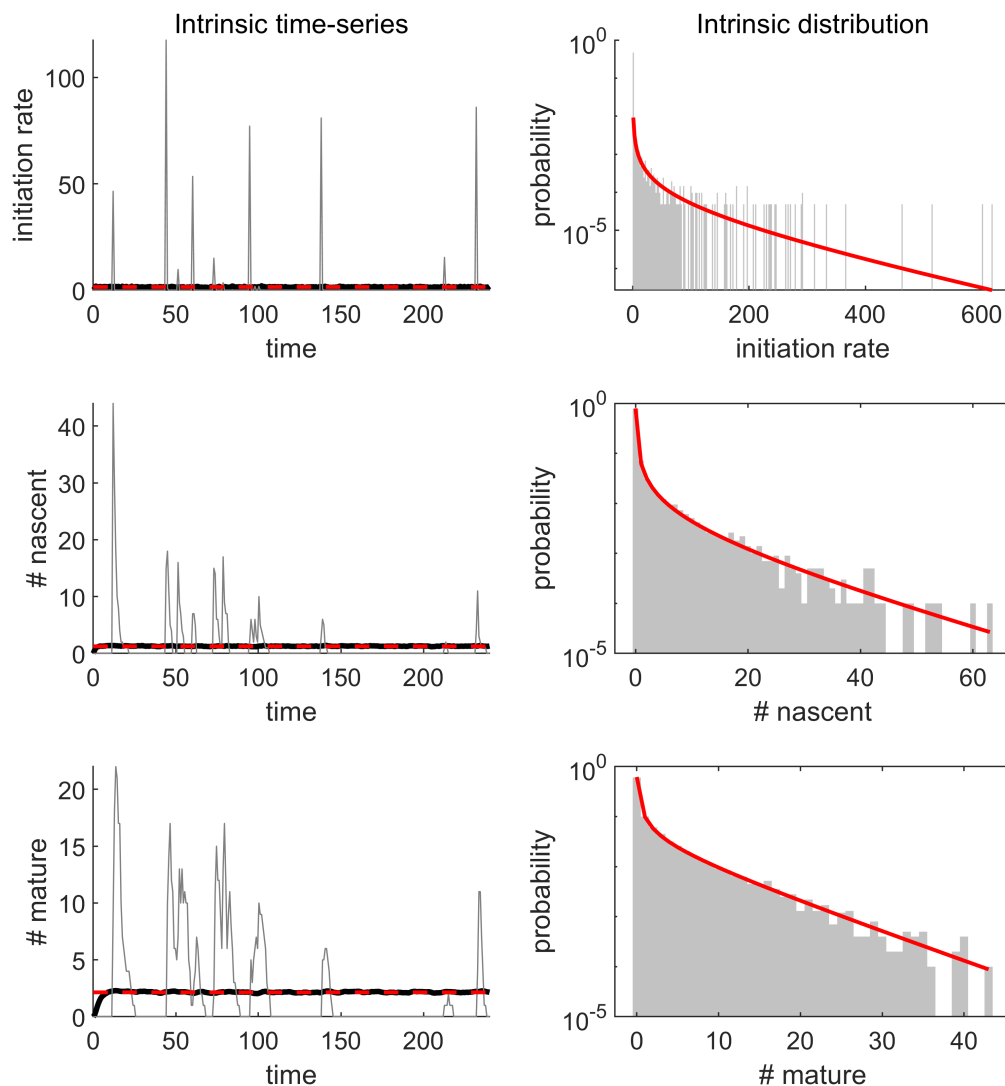 Intrinsic time-series
initiation rate
100
50
0
0 50 100 150 200
time
Intrinsic distribution
probability
10^0
10^-5
0 200 400 600
initiation rate
# nascent
40
30
20
10
0
0 50 100 150 200
time
probability
10^0
10^-5
0 20 40 60
# nascent
# mature
20
15
10
5
0
0 50 100 150 200
time
probability
10^0
10^-5
0 10 20 30 40
# mature